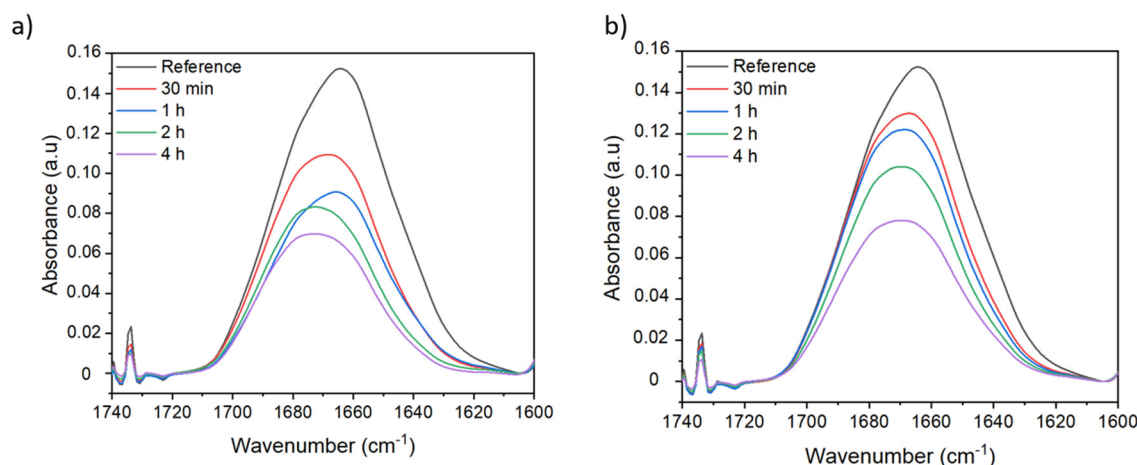 a)
0.16
0.14
0.12
0.10
0.08
0.06
0.04
0.02
0
Absorbance (a.u)
Reference
30 min
1 h
2 h
4 h
1740 1720 1700 1680 1660 1640 1620 1600
Wavenumber (cm-1)
b)
0.16
0.14
0.12
0.10
0.08
0.06
0.04
0.02
0
Absorbance (a.u)
Reference
30 min
1 h
2 h
4 h
1740 1720 1700 1680 1660 1640 1620 1600
Wavenumber (cm-1)